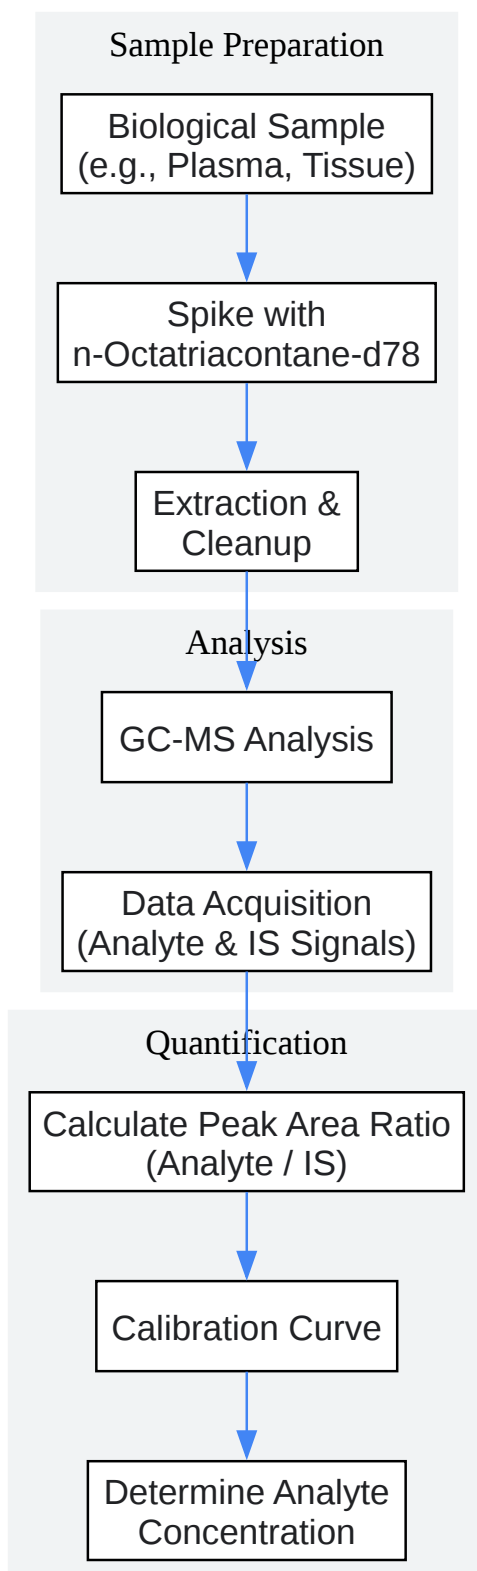 Sample Preparation
Biological Sample
(e.g., Plasma, Tissue)
Spike with
n-Octatriacontane-d78
Extraction &
Cleanup
Analysis
GC-MS Analysis
Data Acquisition
(Analyte & IS Signals)
Quantification
Calculate Peak Area Ratio
(Analyte / IS)
Calibration Curve
Determine Analyte
Concentration